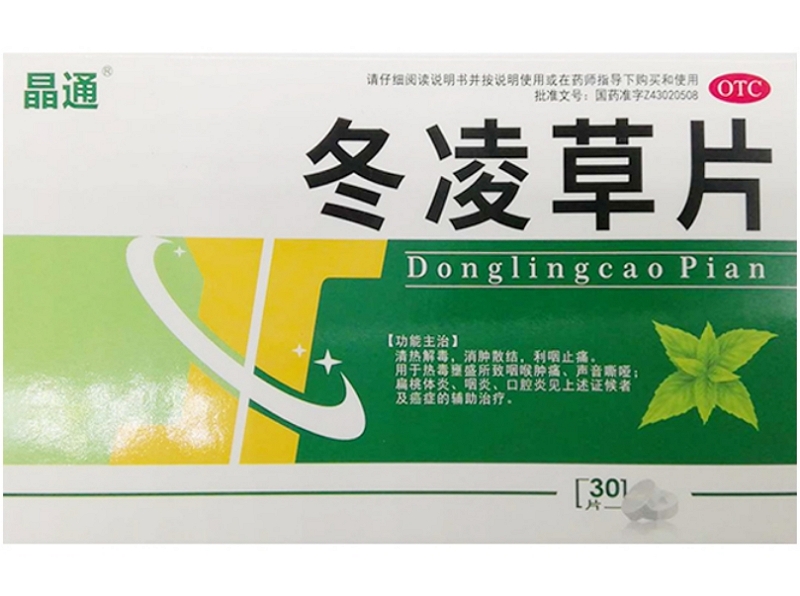 晶通®
请仔细阅读说明书并按说明使用或在药师指导下购买和使用
批准文号：国药准字Z43020508
OTC
冬凌草片
Donglingcao Pian
【功能主治】
清热解毒，消肿散结，利咽止痛。
用于热毒壅盛所致咽喉肿痛、声音嘶哑；
扁桃体炎、咽炎、口腔炎见上述证候者
及癌症的辅助治疗。
[30]
片